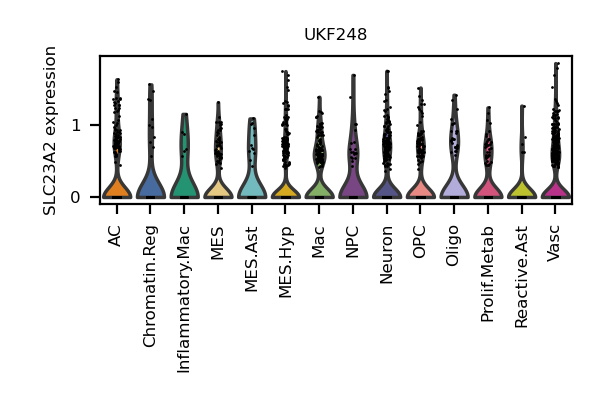 UKF248
SLC23A2 expression
1
0
AC
Chromatin.Reg
Inflammatory.Mac
MES
MES.Ast
MES.Hyp
Mac
NPC
Neuron
OPC
Oligo
Prolif.Metab
Reactive.Ast
Vasc